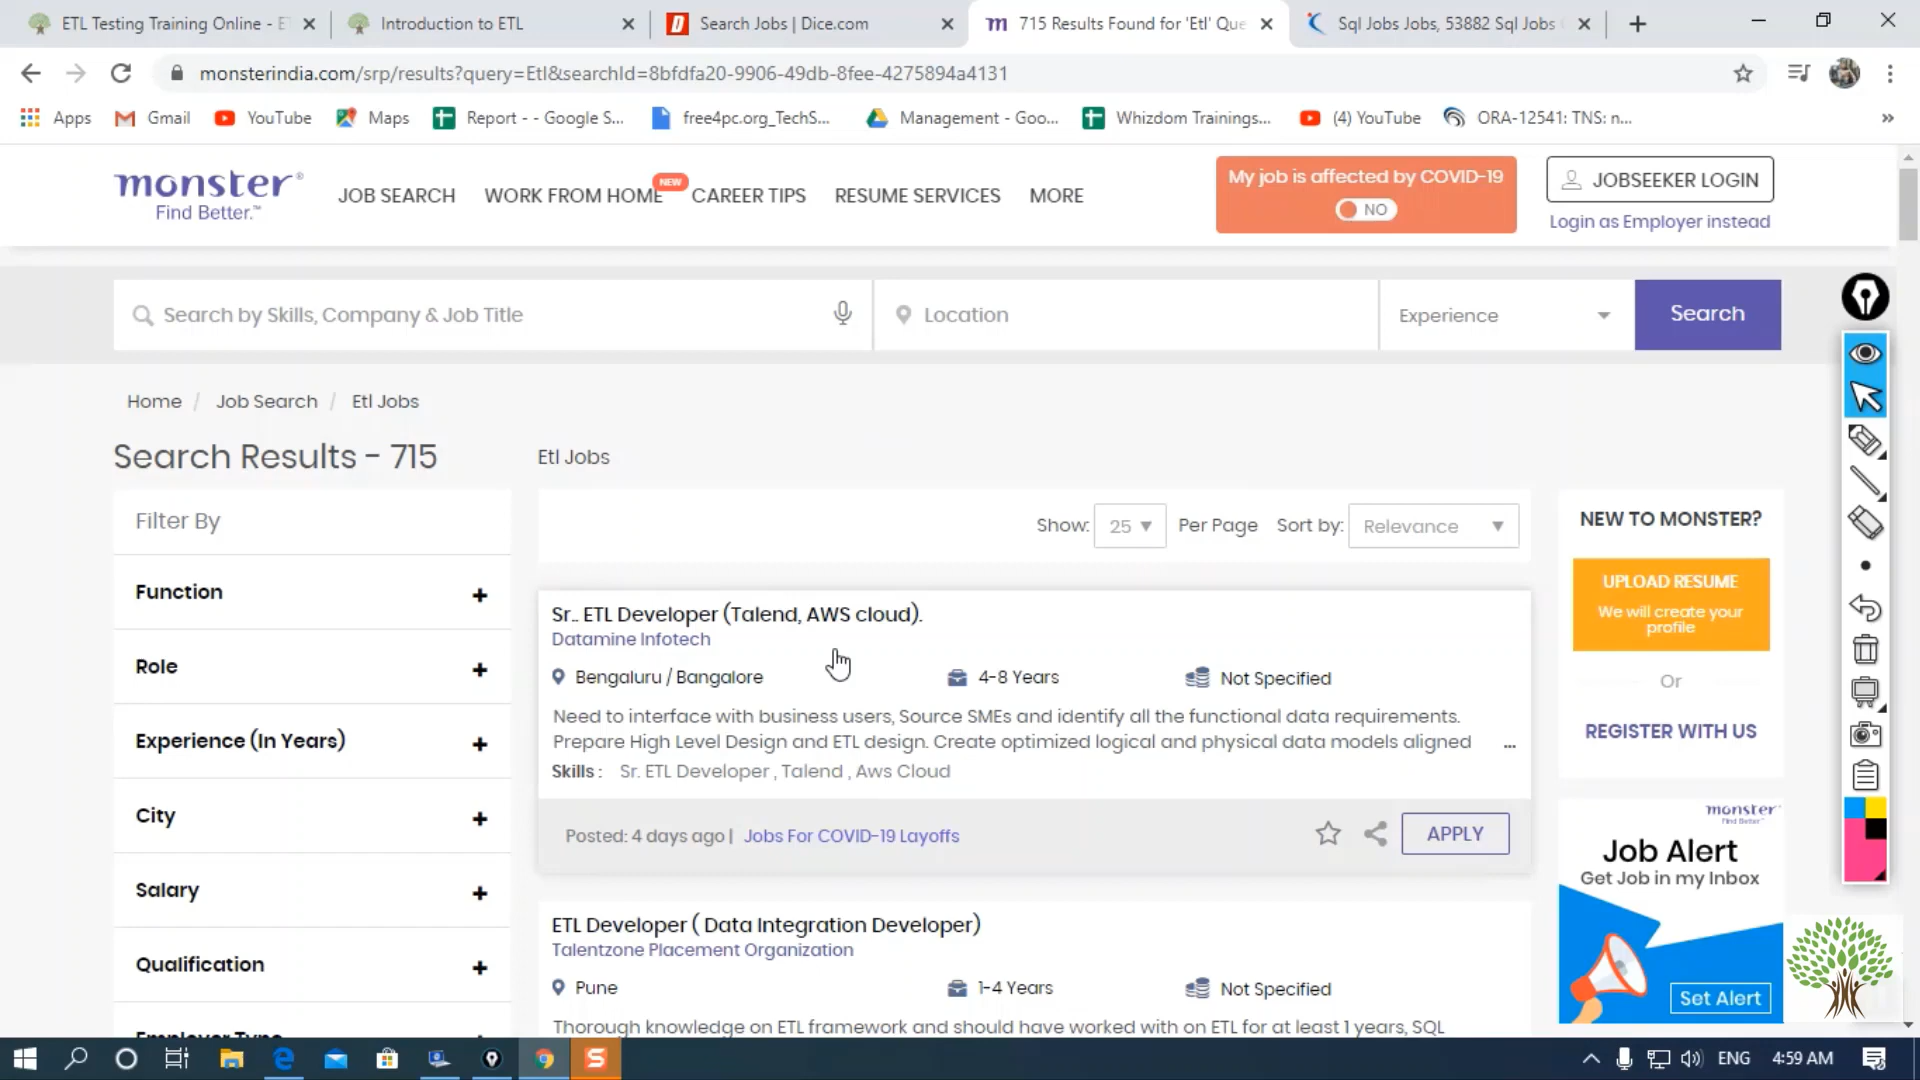 ETL Testing Training Online - ET
Introduction to ETL
Search Jobs | Dice.com
715 Results Found for 'Etl' Que
Sql Jobs Jobs, 53882 Sql Jobs
monsterindia.com/srp/results?query=Etl&searchId=8bfdfa20-9906-49db-8fee-4275894a4131
Apps
Gmail
YouTube
Maps
Report - - Google S...
free4pc.org_TechS...
Management - Goo...
Whizdom Trainings...
(4) YouTube
ORA-12541: TNS: n...
monster®
Find Better.™
JOB SEARCH
WORK FROM HOME
NEW
CAREER TIPS
RESUME SERVICES
MORE
My job is affected by COVID-19
NO
JOBSEEKER LOGIN
Login as Employer instead
Search by Skills, Company & Job Title
Location
Experience
Search
Home / Job Search / Etl Jobs
Search Results - 715
Etl Jobs
Filter By
Function +
Role +
Experience (In Years) +
City +
Salary +
Qualification +
Employer Type
Show: 25 Per Page Sort by: Relevance
Sr.. ETL Developer (Talend, AWS cloud).
Datamine Infotech
Bengaluru / Bangalore
4-8 Years
Not Specified
Need to interface with business users, Source SMEs and identify all the functional data requirements.
Prepare High Level Design and ETL design. Create optimized logical and physical data models aligned ...
Skills : Sr. ETL Developer , Talend , Aws Cloud
Posted: 4 days ago | Jobs For COVID-19 Layoffs
APPLY
ETL Developer ( Data Integration Developer)
Talentzone Placement Organization
Pune
1-4 Years
Not Specified
Thorough knowledge on ETL framework and should have worked with on ETL for at least 1 years, SQL
NEW TO MONSTER?
UPLOAD RESUME
We will create your
profile
Or
REGISTER WITH US
monster
Find Better
Job Alert
Get Job in my Inbox
Set Alert
ENG
4:59 AM